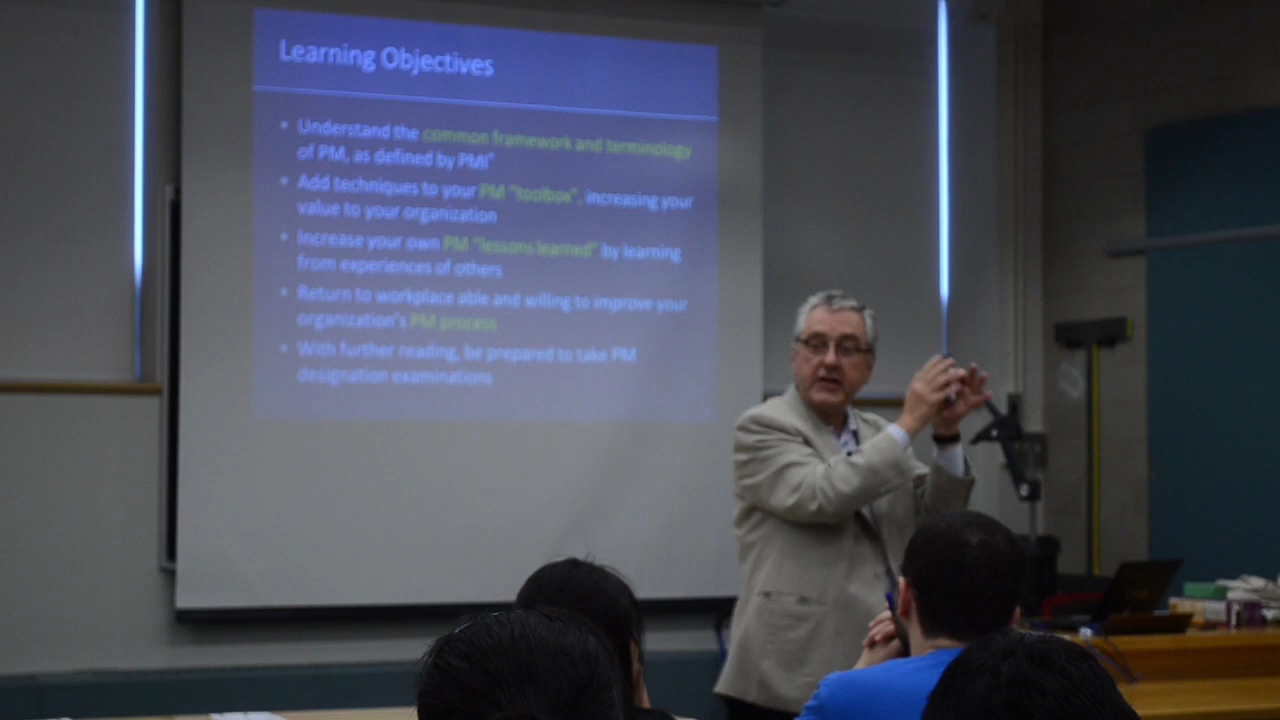 Learning Objectives
• Understand the common framework and terminology
of PM, as defined by PMI®
• Add techniques to your PM "toolbox", increasing your
value to your organization
• Increase your own PM "lessons learned" by learning
from experiences of others
• Return to workplace able and willing to improve your
organization's PM process
• With further reading, be prepared to take PM
designation examinations